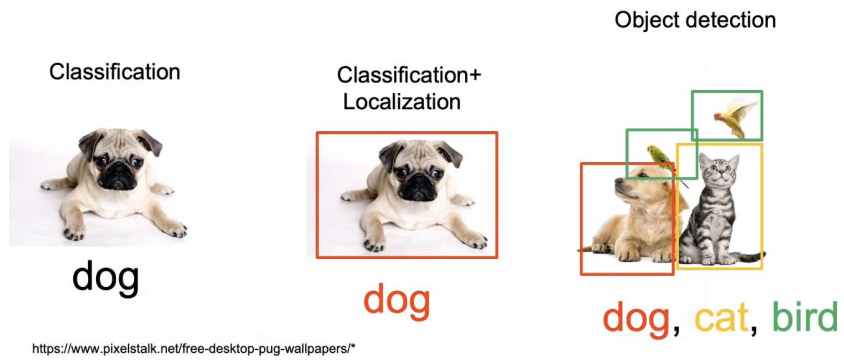 Classification
dog
Classification+
Localization
dog
Object detection
dog, cat, bird
https://www.pixelstalk.net/free-desktop-pug-wallpapers/*